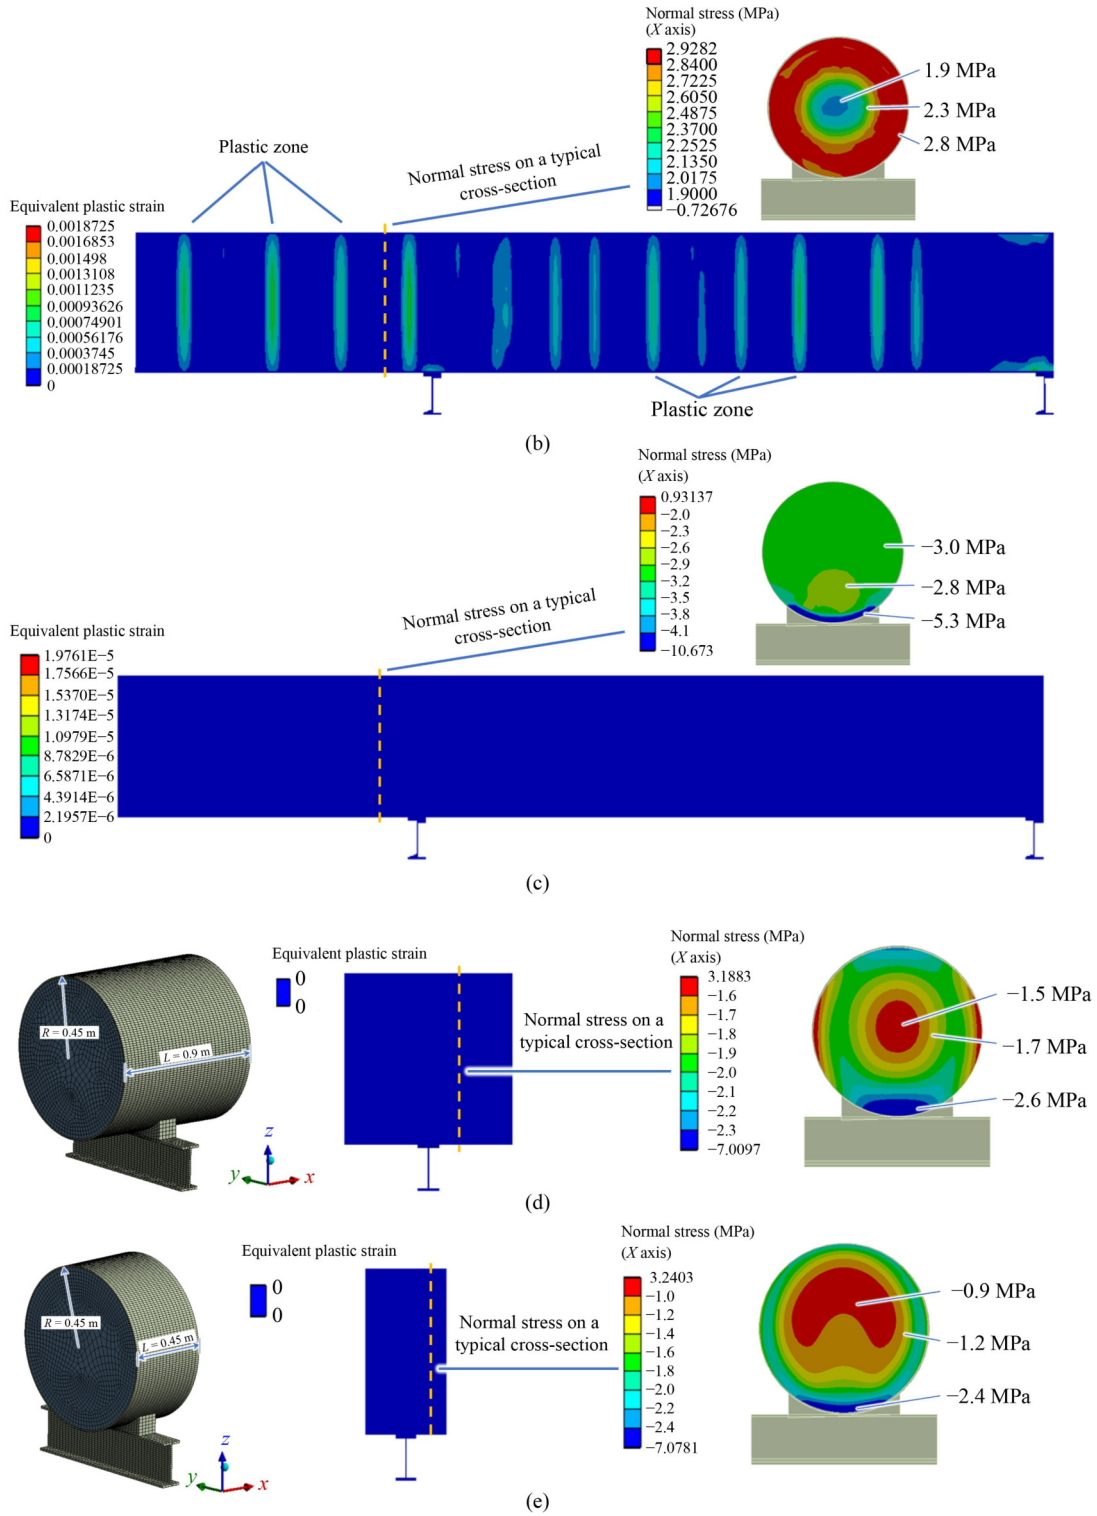 Normal stress (MPa)
(X axis)
2.9282
2.8400
2.7225
2.6050
2.4875
2.3700
2.2525
2.1350
2.0175
1.9000
−0.72676
1.9 MPa
2.3 MPa
2.8 MPa
Plastic zone
Normal stress on a typical
cross-section
Equivalent plastic strain
0.0018725
0.0016853
0.001498
0.0013108
0.0011235
0.00093626
0.00074901
0.00056176
0.0003745
0.00018725
0
Plastic zone
(b)
Normal stress (MPa)
(X axis)
0.93137
−2.0
−2.3
−2.6
−2.9
−3.2
−3.5
−3.8
−4.1
−10.673
−3.0 MPa
−2.8 MPa
−5.3 MPa
Normal stress on a typical
cross-section
Equivalent plastic strain
1.9761E−5
1.7566E−5
1.5370E−5
1.3174E−5
1.0979E−5
8.7829E−6
6.5871E−6
4.3914E−6
2.1957E−6
0
(c)
R = 0.45 m
L = 0.9 m
z
y
x
Equivalent plastic strain
0
0
Normal stress on a
typical cross-section
Normal stress (MPa)
(X axis)
3.1883
−1.6
−1.7
−1.8
−1.9
−2.0
−2.1
−2.2
−2.3
−7.0097
−1.5 MPa
−1.7 MPa
−2.6 MPa
(d)
R = 0.45 m
L = 0.45 m
z
y
x
Equivalent plastic strain
0
0
Normal stress on a
typical cross-section
Normal stress (MPa)
(X axis)
3.2403
−1.0
−1.2
−1.4
−1.6
−1.8
−2.0
−2.2
−2.4
−7.0781
−0.9 MPa
−1.2 MPa
−2.4 MPa
(e)